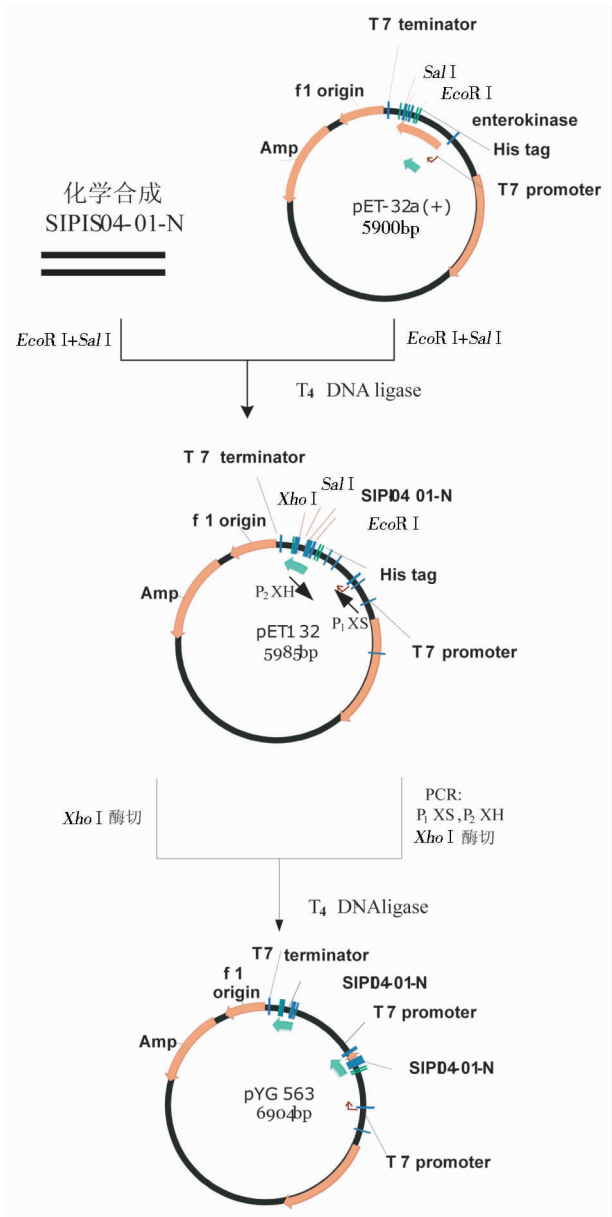 T 7 teminator
Sal I
EcoR I
f1 origin
enterokinase
His tag
Amp
T7 promoter
化学合成
SIPIS04-01-N
pET-32a(+)
5900bp
EcoR I+Sal I
EcoR I+Sal I
T4 DNA ligase
T 7 terminator
Sal I
Xho I
SIPI04 01-N
EcoR I
f 1 origin
His tag
Amp
P2 XH
P1 XS
pET1 32
5985bp
T 7 promoter
PCR:
P1 XS,P2 XH
Xho I 酶切
Xho I 酶切
T4 DNAligase
T7 terminator
f 1
origin
SIPI04-01-N
T 7 promoter
Amp
SIPI04-01-N
pYG 563
6904bp
T 7 promoter